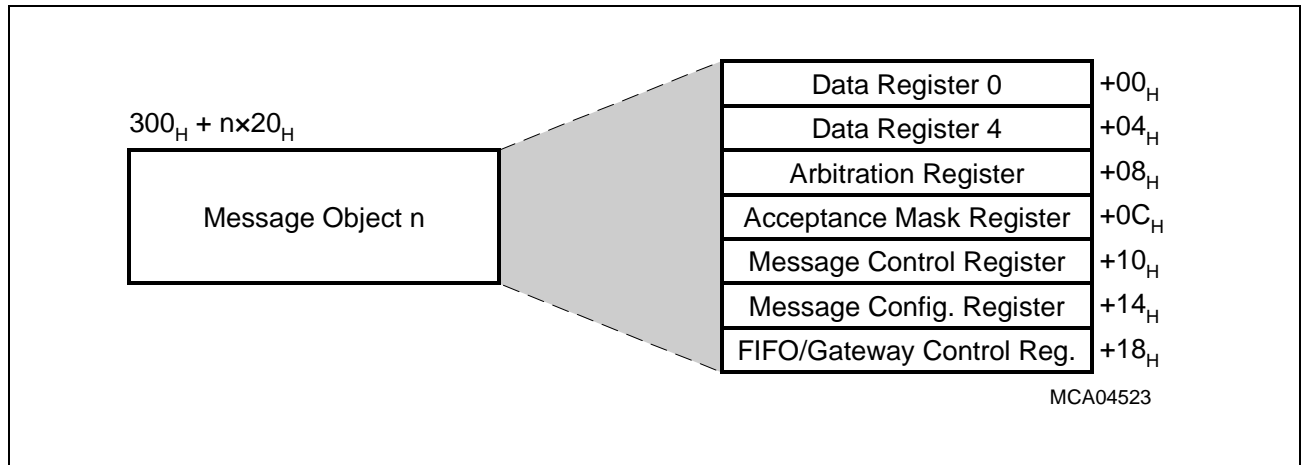 300H + n×20H
Message Object n
Data Register 0 +00H
Data Register 4 +04H
Arbitration Register +08H
Acceptance Mask Register +0CH
Message Control Register +10H
Message Config. Register +14H
FIFO/Gateway Control Reg. +18H
MCA04523